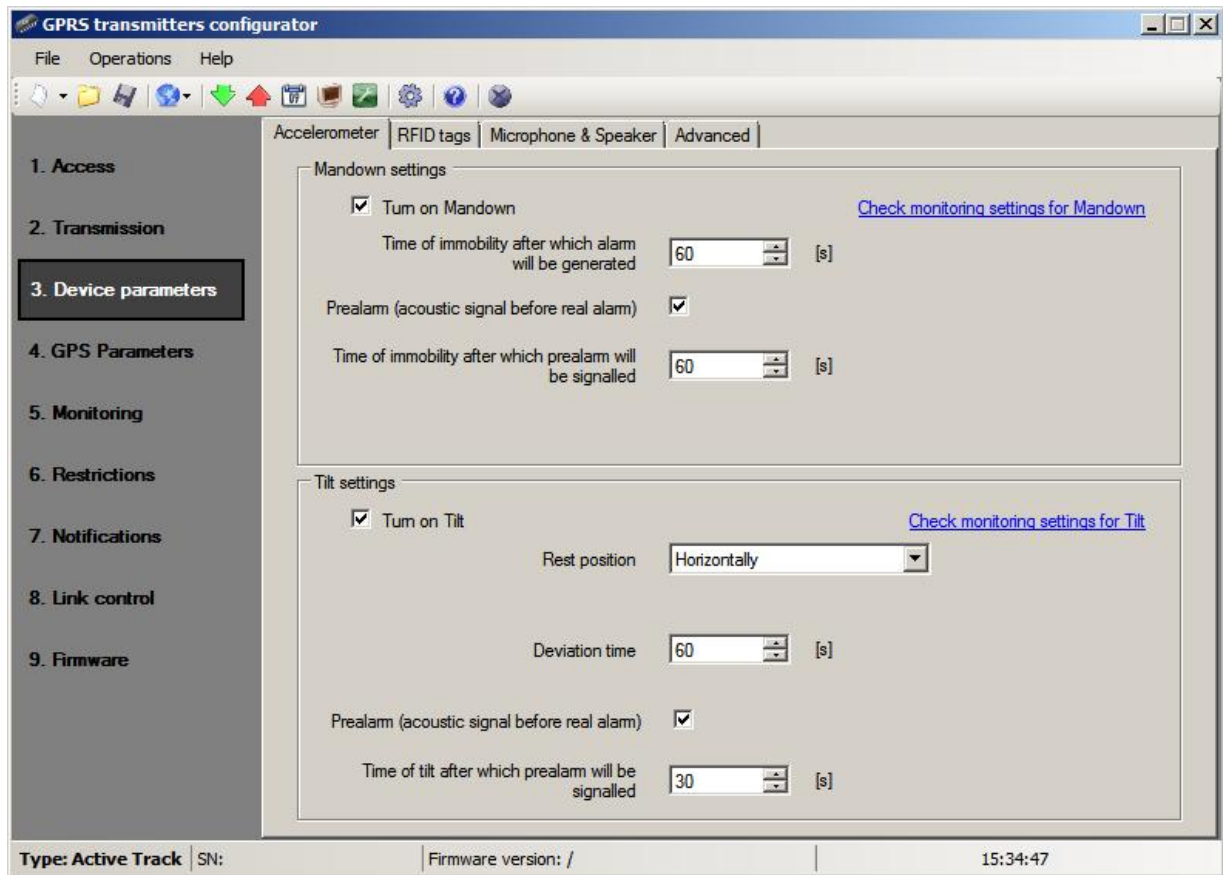 GPRS transmitters configurator
File Operations Help
Accelerometer RFID tags Microphone & Speaker Advanced
1. Access
2. Transmission
3. Device parameters
4. GPS Parameters
5. Monitoring
6. Restrictions
7. Notifications
8. Link control
9. Firmware
Mandown settings
Turn on Mandown Check monitoring settings for Mandown
Time of immobility after which alarm
will be generated 60 [s]
Prealarm (acoustic signal before real alarm)
Time of immobility after which prealarm will
be signalled 60 [s]
Tilt settings
Turn on Tilt Check monitoring settings for Tilt
Rest position Horizontally
Deviation time 60 [s]
Prealarm (acoustic signal before real alarm)
Time of tilt after which prealarm will be
signalled 30 [s]
Type: Active Track SN: Firmware version: / 15:34:47